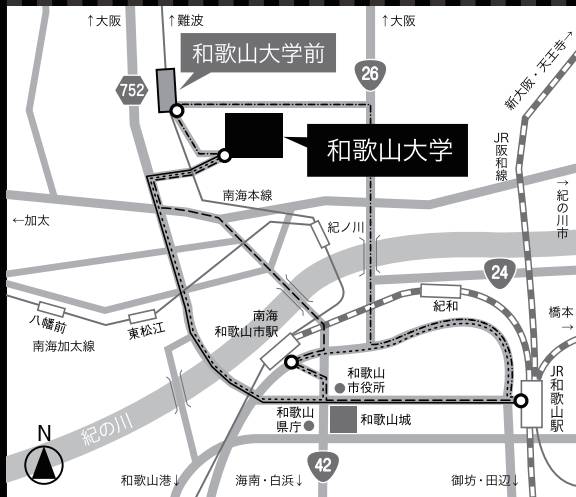 ↑大阪
↑難波
↑大阪
新大阪・天王寺→
和歌山大学前
752
26
和歌山大学
JR
阪和線
→紀の川市
南海本線
←加太
紀ノ川
24
八幡前
東松江
南海加太線
南海
和歌山市駅
紀和
橋本
→
和歌山
市役所
JR
和歌山駅
和歌山
県庁
和歌山城
紀の川
N
42
和歌山港↓
海南・白浜↓
御坊・田辺↓